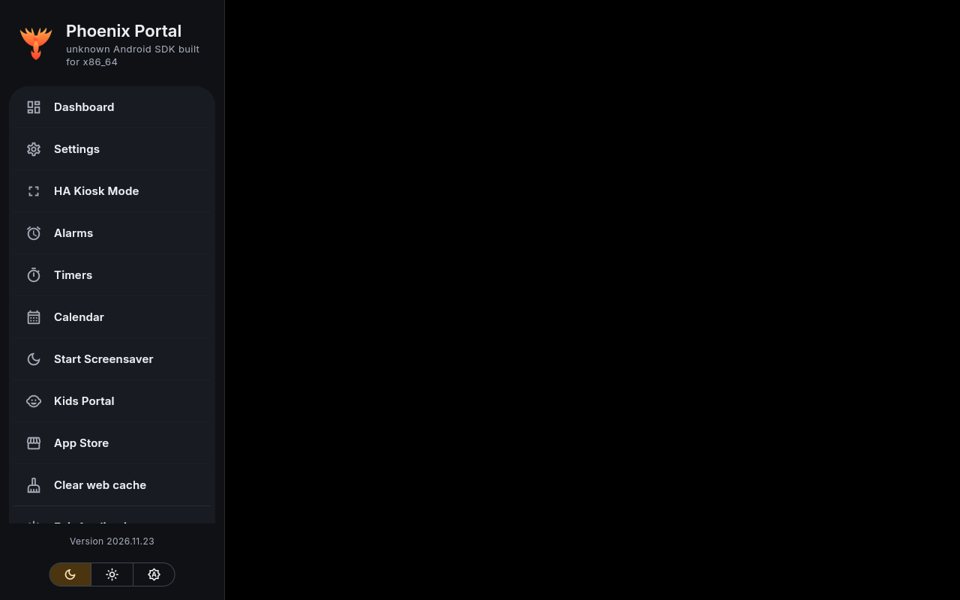 Phoenix Portal
unknown Android SDK built
for x86_64
Dashboard
Settings
HA Kiosk Mode
Alarms
Timers
Calendar
Start Screensaver
Kids Portal
App Store
Clear web cache
Version 2026.11.23